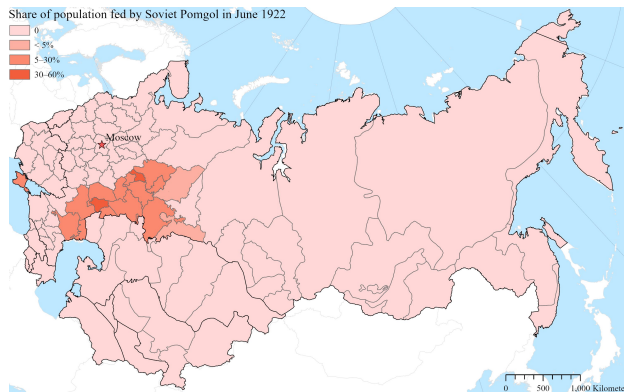 Share of population fed by Soviet Pomgol in June 1922
0
< 5%
5–30%
30–60%
Moscow
0 500 1,000 Kilomete